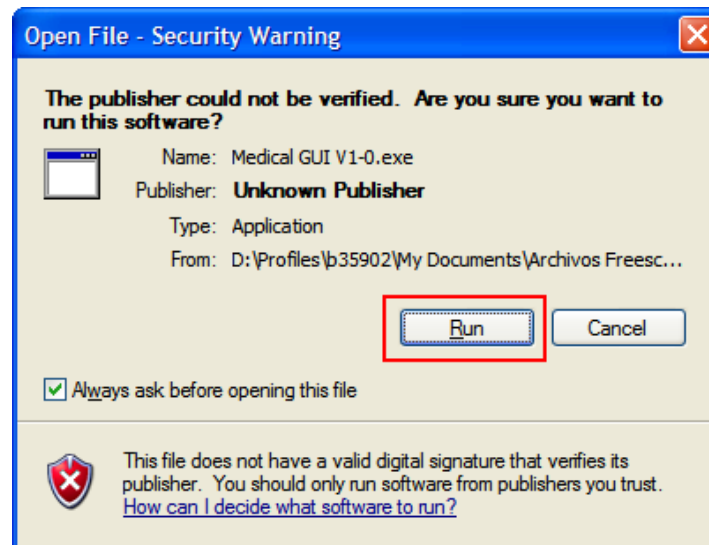 Open File - Security Warning
The publisher could not be verified.  Are you sure you want to
run this software?
Name: Medical GUI V1-0.exe
Publisher: Unknown Publisher
Type: Application
From: D:\Profiles\b35902\My Documents\Archivos Freesc...
Run Cancel
Always ask before opening this file
This file does not have a valid digital signature that verifies its
publisher.  You should only run software from publishers you trust.
How can I decide what software to run?